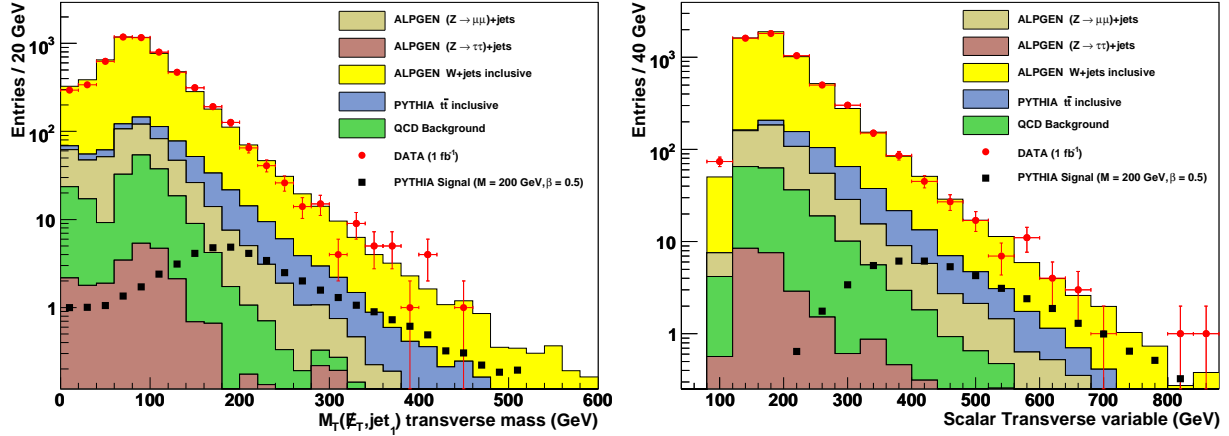 Entries / 20 GeV
10³
10²
10
1
ALPGEN (Z→μμ)+jets
ALPGEN (Z→ττ)+jets
ALPGEN W+jets inclusive
PYTHIA tt̄ inclusive
QCD Background
DATA (1 fb⁻¹)
PYTHIA Signal (M = 200 GeV, β = 0.5)
0 100 200 300 400 500 600
M_T(E̸_T, jet_1) transverse mass (GeV)
Entries / 40 GeV
10³
10²
10
1
ALPGEN (Z→μμ)+jets
ALPGEN (Z→ττ)+jets
ALPGEN W+jets inclusive
PYTHIA tt̄ inclusive
QCD Background
DATA (1 fb⁻¹)
PYTHIA Signal (M = 200 GeV, β = 0.5)
100 200 300 400 500 600 700 800
Scalar Transverse variable (GeV)